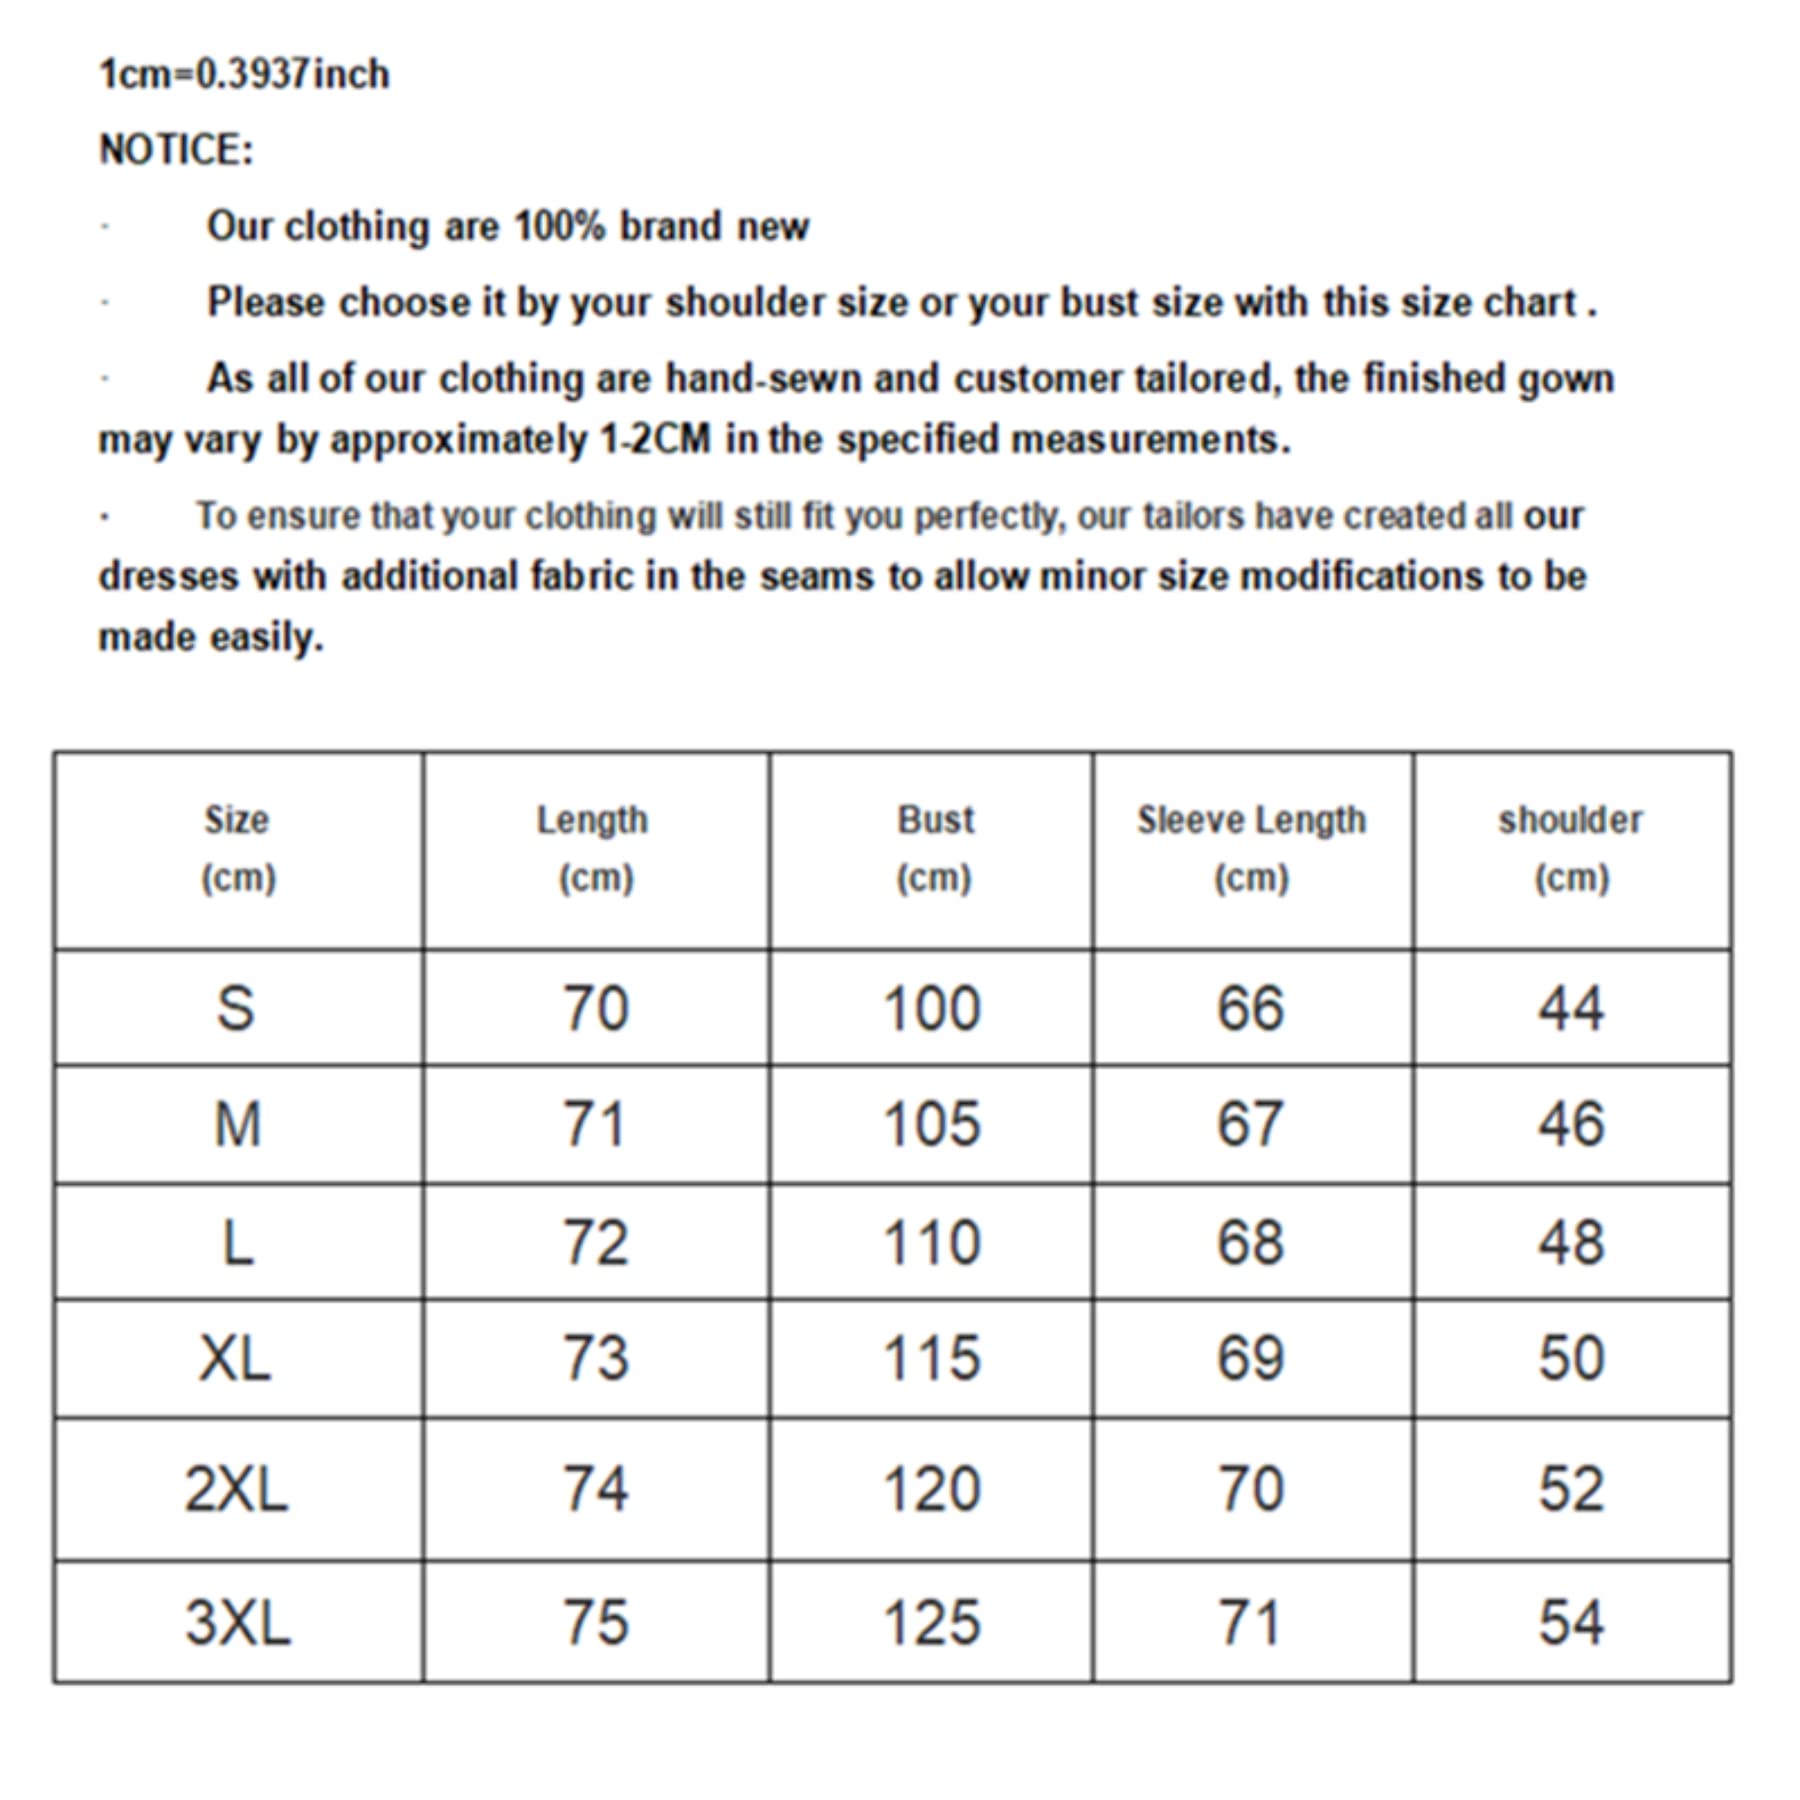 1cm=0.3937inch
NOTICE:
· Our clothing are 100% brand new
· Please choose it by your shoulder size or your bust size with this size chart .
· As all of our clothing are hand-sewn and customer tailored, the finished gown
may vary by approximately 1-2CM in the specified measurements.
· To ensure that your clothing will still fit you perfectly, our tailors have created all our
dresses with additional fabric in the seams to allow minor size modifications to be
made easily.
Size Length Bust Sleeve Length shoulder
(cm) (cm) (cm) (cm) (cm)
S 70 100 66 44
M 71 105 67 46
L 72 110 68 48
XL 73 115 69 50
2XL 74 120 70 52
3XL 75 125 71 54